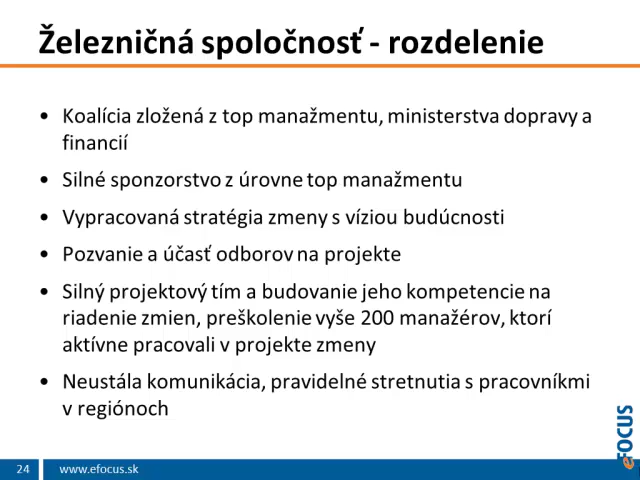 Železničná spoločnosť - rozdelenie
• Koalícia zložená z top manažmentu, ministerstva dopravy a
financií
• Silné sponzorstvo z úrovne top manažmentu
• Vypracovaná stratégia zmeny s víziou budúcnosti
• Pozvanie a účasť odborov na projekte
• Silný projektový tím a budovanie jeho kompetencie na
riadenie zmien, preškolenie vyše 200 manažérov, ktorí
aktívne pracovali v projekte zmeny
• Neustála komunikácia, pravidelné stretnutia s pracovníkmi
v regiónoch
eFOCUS
24
www.efocus.sk